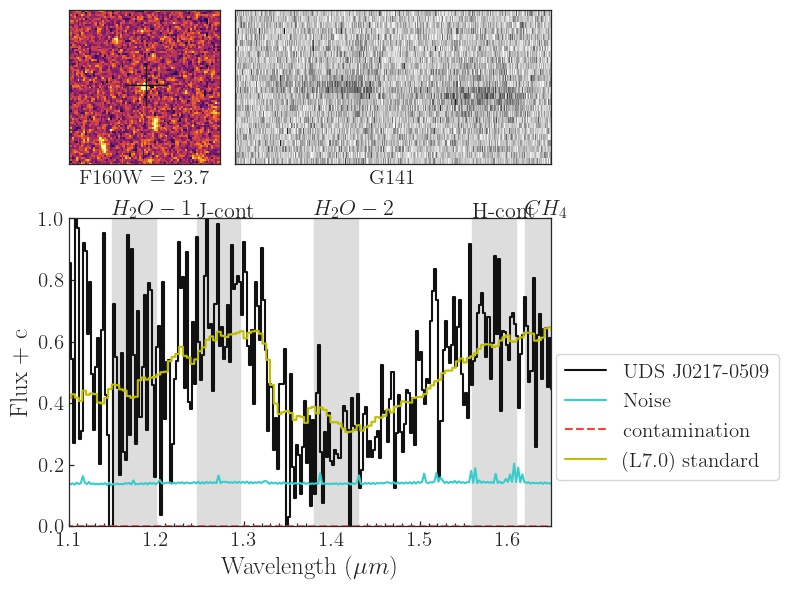 F160W = 23.7
G141
H₂O − 1
J-cont
H₂O − 2
H-cont
CH₄
1.0
0.8
0.6
0.4
0.2
0.0
Flux + c
1.1
1.2
1.3
1.4
1.5
1.6
Wavelength (μm)
UDS J0217-0509
Noise
contamination
(L7.0) standard